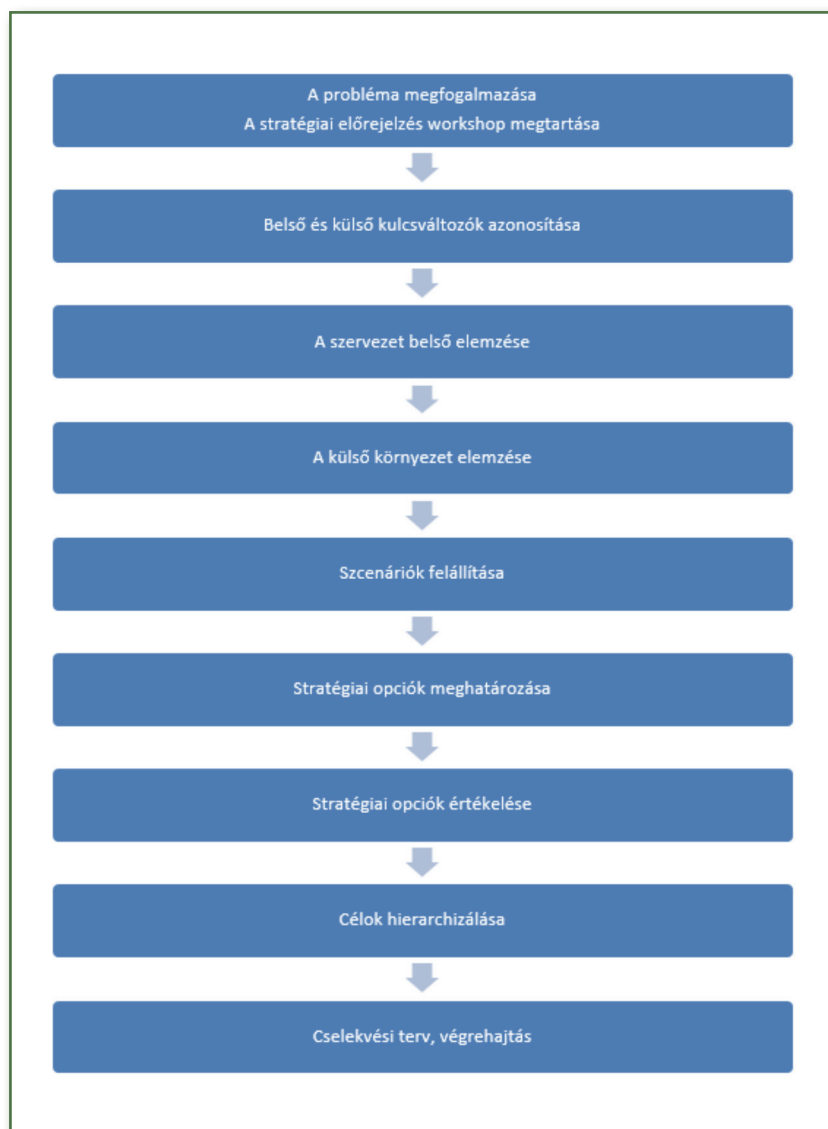 A probléma megfogalmazása
A stratégiai előrejelzés workshop megtartása
Belső és külső kulcsváltozók azonosítása
A szervezet belső elemzése
A külső környezet elemzése
Szcenáriók felállítása
Stratégiai opciók meghatározása
Stratégiai opciók értékelése
Célok hierarchizálása
Cselekvési terv, végrehajtás